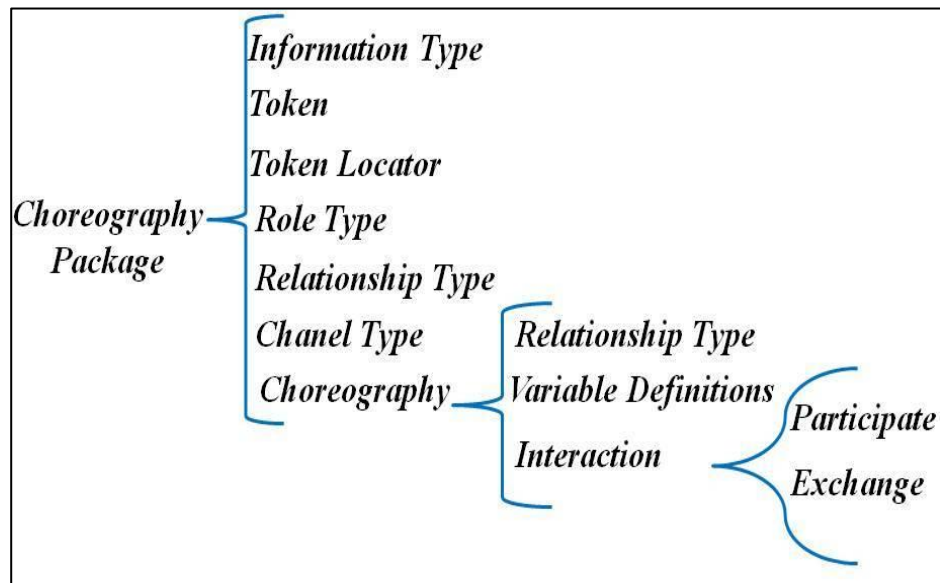 Information Type
Token
Token Locator
Choreography
Package
Role Type
Relationship Type
Chanel Type
Choreography
Relationship Type
Variable Definitions
Interaction
Participate
Exchange